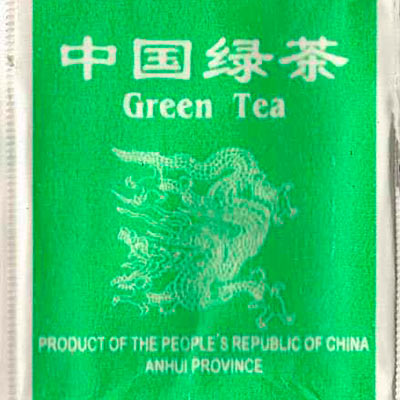 中国绿茶
Green Tea
PRODUCT OF THE PEOPLE'S REPUBLIC OF CHINA
ANHUI PROVINCE